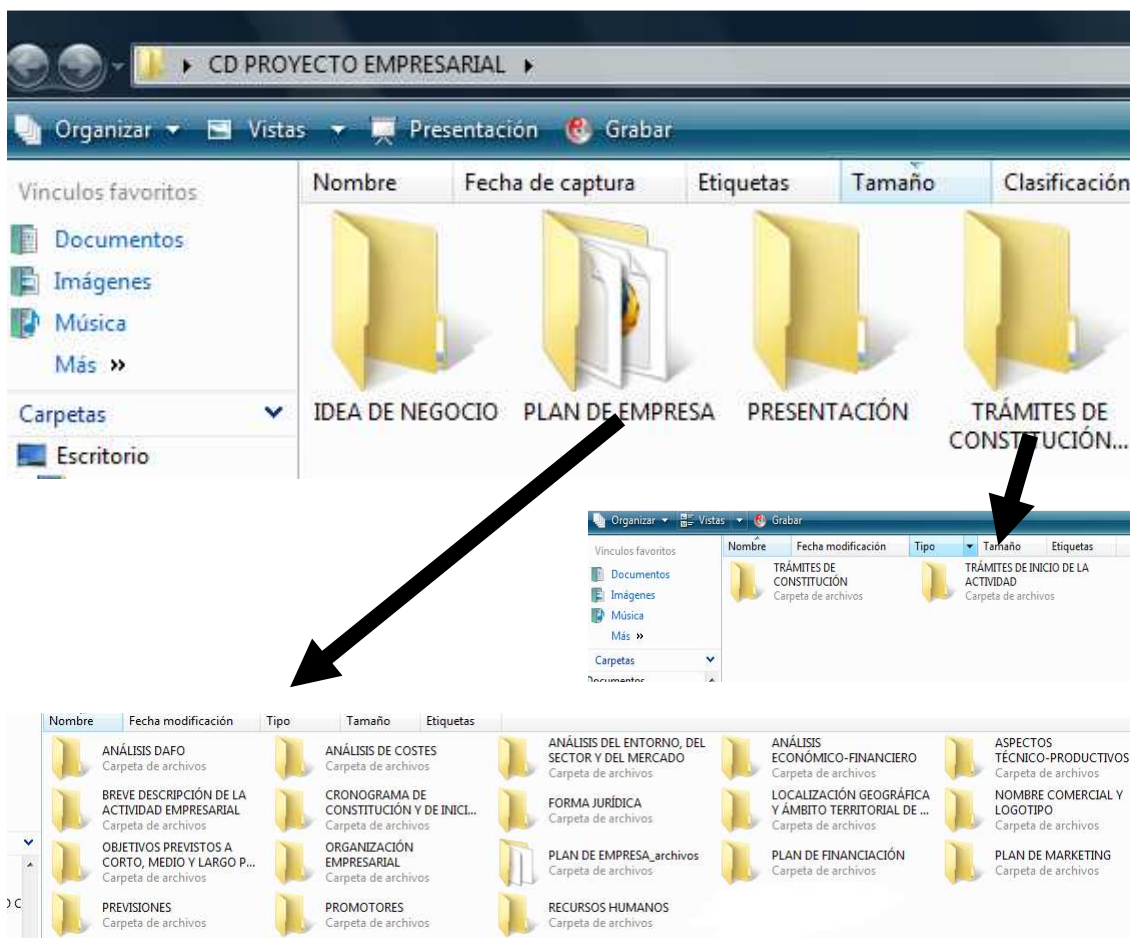 CD PROYECTO EMPRESARIAL
Organizar Vistas Presentación Grabar
Vínculos favoritos
Documentos
Imágenes
Música
Más »
Carpetas
Escritorio
Nombre Fecha de captura Etiquetas Tamaño Clasificación
IDEA DE NEGOCIO PLAN DE EMPRESA PRESENTACIÓN TRÁMITES DE
CONSTITUCIÓN...
Organizar Vistas Grabar
Vínculos favoritos
Documentos
Imágenes
Música
Más »
Carpetas
Documentos
Nombre Fecha modificación Tipo Tamaño Etiquetas
TRÁMITES DE
CONSTITUCIÓN
Carpeta de archivos
TRÁMITES DE INICIO DE LA
ACTIVIDAD
Carpeta de archivos
Nombre Fecha modificación Tipo Tamaño Etiquetas
ANÁLISIS DAFO
Carpeta de archivos
ANÁLISIS DE COSTES
Carpeta de archivos
ANÁLISIS DEL ENTORNO, DEL
SECTOR Y DEL MERCADO
Carpeta de archivos
ANÁLISIS
ECONÓMICO-FINANCIERO
Carpeta de archivos
ASPECTOS
TÉCNICO-PRODUCTIVOS
Carpeta de archivos
BREVE DESCRIPCIÓN DE LA
ACTIVIDAD EMPRESARIAL
Carpeta de archivos
CRONOGRAMA DE
CONSTITUCIÓN Y DE INICI...
Carpeta de archivos
FORMA JURÍDICA
Carpeta de archivos
LOCALIZACIÓN GEOGRÁFICA
Y ÁMBITO TERRITORIAL DE ...
Carpeta de archivos
NOMBRE COMERCIAL Y
LOGOTIPO
Carpeta de archivos
OBJETIVOS PREVISTOS A
CORTO, MEDIO Y LARGO P...
Carpeta de archivos
ORGANIZACIÓN
EMPRESARIAL
Carpeta de archivos
PLAN DE EMPRESA_archivos
Carpeta de archivos
PLAN DE FINANCIACIÓN
Carpeta de archivos
PLAN DE MARKETING
Carpeta de archivos
PREVISIONES
Carpeta de archivos
PROMOTORES
Carpeta de archivos
RECURSOS HUMANOS
Carpeta de archivos